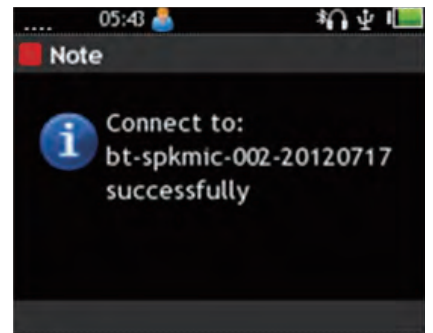 05:43
Note
Connect to:
bt-spkmic-002-20120717
successfully